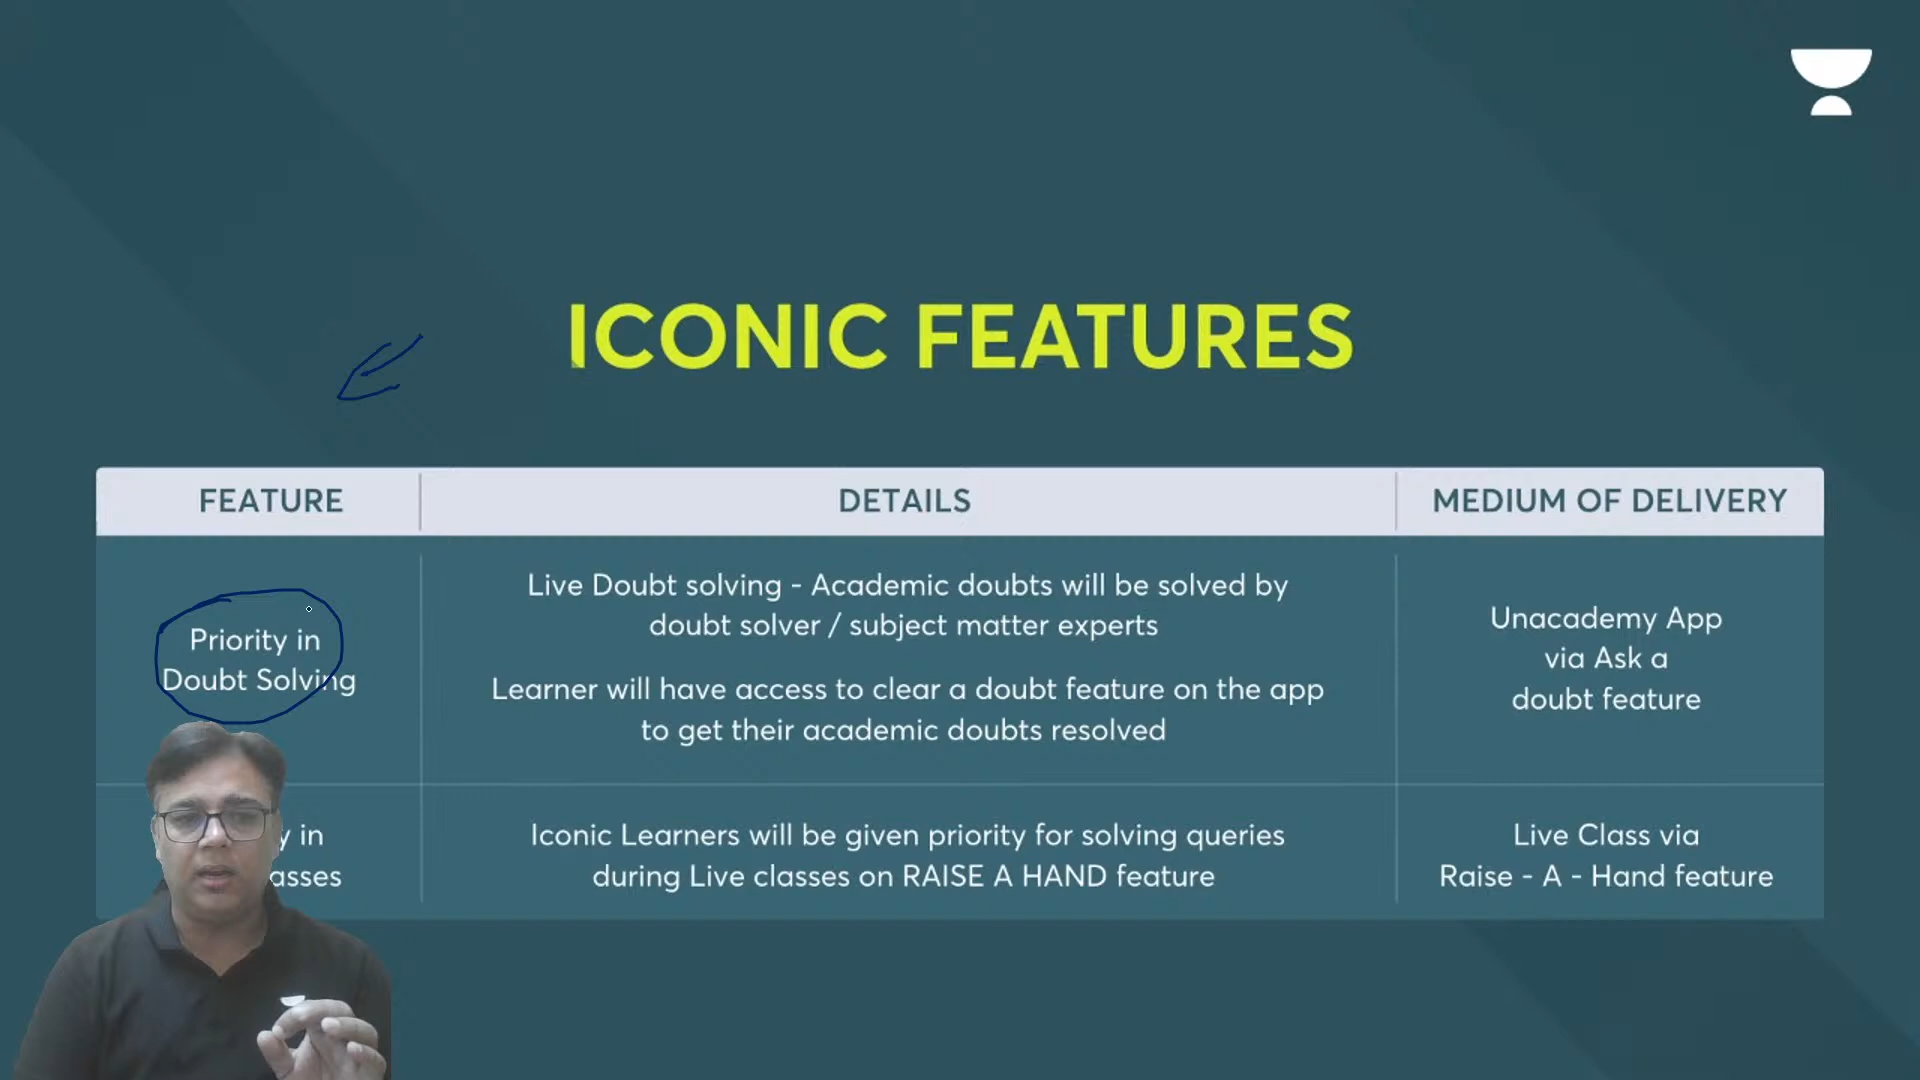 ICONIC FEATURES
FEATURE
DETAILS
MEDIUM OF DELIVERY
Priority in
Doubt Solving
Live Doubt solving - Academic doubts will be solved by
doubt solver / subject matter experts
Learner will have access to clear a doubt feature on the app
to get their academic doubts resolved
Unacademy App
via Ask a
doubt feature
in
Iconic Learners will be given priority for solving queries
during Live classes on RAISE A HAND feature
Live Class via
Raise - A - Hand feature